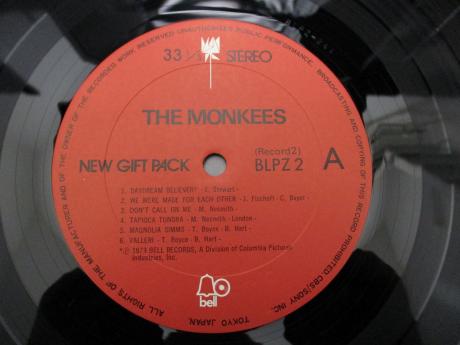 ALL RIGHTS OF THE MANUFACTURER AND OF THE OWNER OF THE RECORDED WORK RESERVED UNAUTHORIZED PUBLIC PERFORMANCE, BROADCASTING AND COPYING OF THIS RECORD PROHIBITED CBS/SONY INC. TOKYO JAPAN.
33 1/3 STEREO
THE MONKEES
(Record2)
NEW GIFT PACK BLPZ 2 A
1. DAYDREAM BELIEVER - J. Stewart -
2. WE WERE MADE FOR EACH OTHER - J. Fischoff - C. Bayer -
3. DON'T CALL ON ME - M. Nesmith -
4. TAPIOCA TUNDRA - M. Nesmith - London -
5. MAGNOLIA SIMMS - T. Boyce - B. Hart -
6. VALLERI - T. Boyce - B. Hart -
℗ 1973 BELL RECORDS, A Division of Columbia Pictures
Industries, Inc.
bell